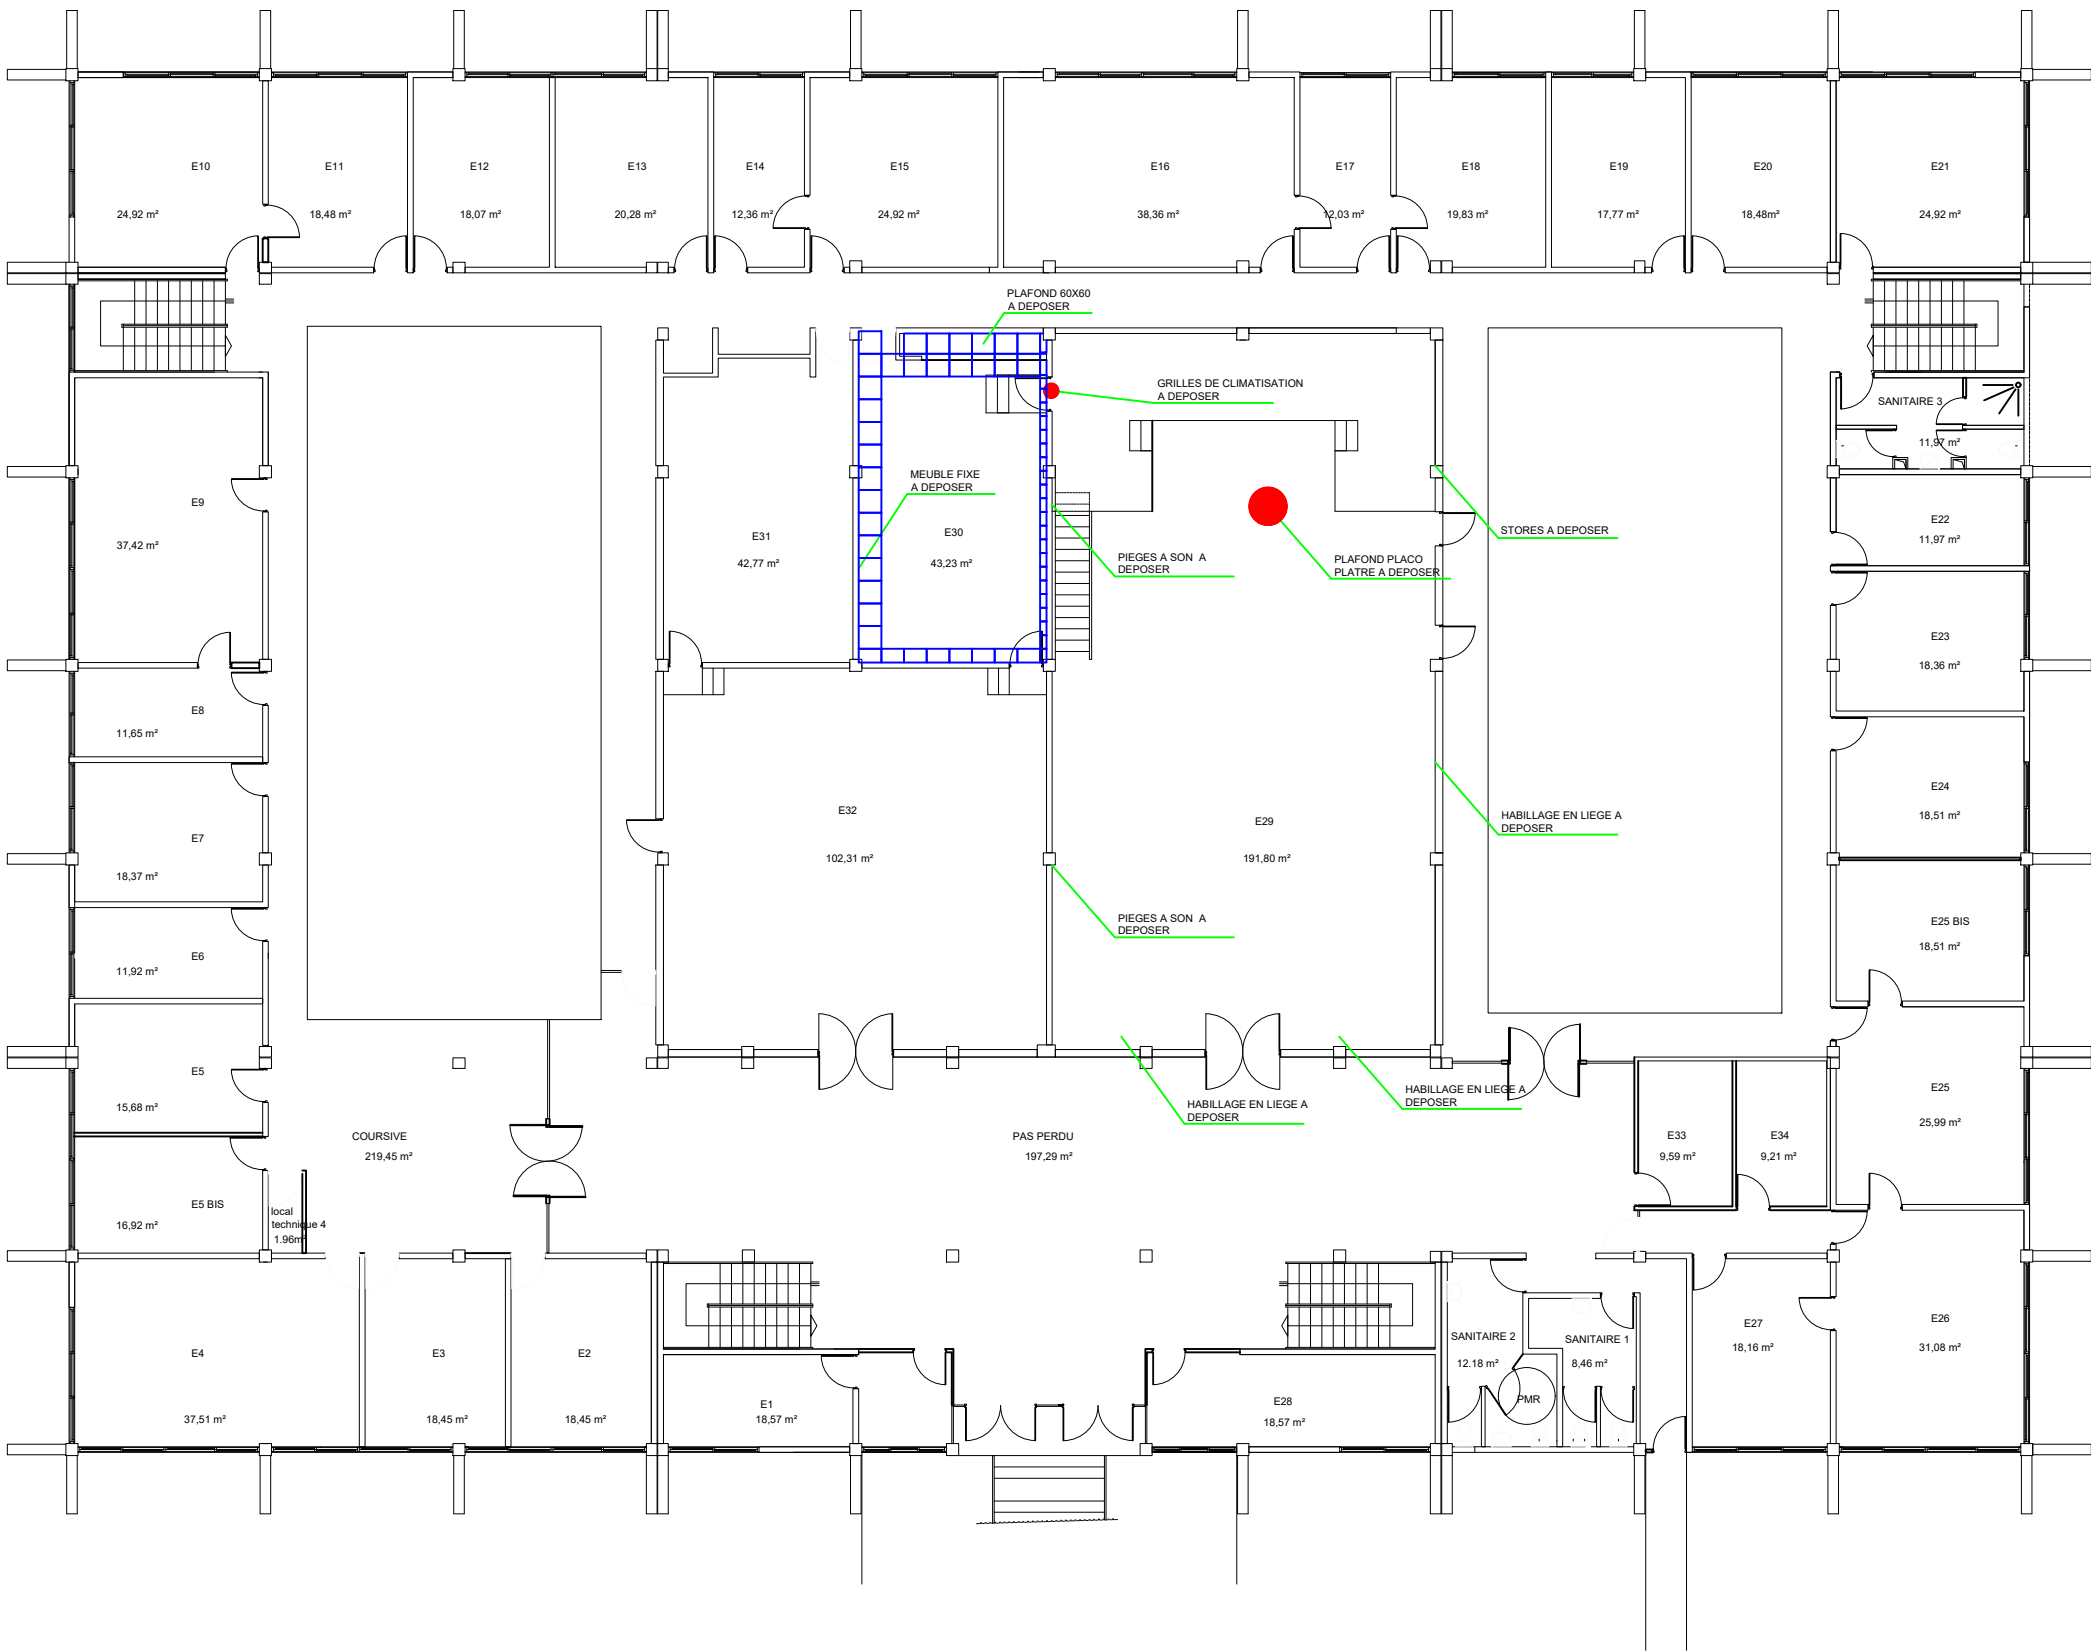 E10
24,92 m²
E11
18,48 m²
E12
18,07 m²
E13
20,28 m²
E14
12,36 m²
E15
24,92 m²
E16
38,36 m²
E17
12,03 m²
E18
19,83 m²
E19
17,77 m²
E20
18,48m²
E21
24,92 m²
PLAFOND 60X60
A DEPOSER
GRILLES DE CLIMATISATION
A DEPOSER
SANITAIRE 3
11,97 m²
MEUBLE FIXE
A DEPOSER
E9
37,42 m²
E31
42,77 m²
E30
43,23 m²
PIEGES A SON A
DEPOSER
PLAFOND PLACO
PLATRE A DEPOSER
STORES A DEPOSER
E22
11,97 m²
E23
18,36 m²
E8
11,65 m²
E24
18,51 m²
E7
18,37 m²
E32
102,31 m²
E29
191,80 m²
HABILLAGE EN LIEGE A
DEPOSER
PIEGES A SON A
DEPOSER
E25 BIS
18,51 m²
E6
11,92 m²
E5
15,68 m²
HABILLAGE EN LIEGE A
DEPOSER
HABILLAGE EN LIEGE A
DEPOSER
E25
25,99 m²
COURSIVE
219,45 m²
PAS PERDU
197,29 m²
E33
9,59 m²
E34
9,21 m²
E5 BIS
16,92 m²
local
technique 4
1.96m²
E4
37,51 m²
E3
18,45 m²
E2
18,45 m²
E1
18,57 m²
E28
18,57 m²
SANITAIRE 2
12.18 m²
SANITAIRE 1
8,46 m²
PMR
E27
18,16 m²
E26
31,08 m²